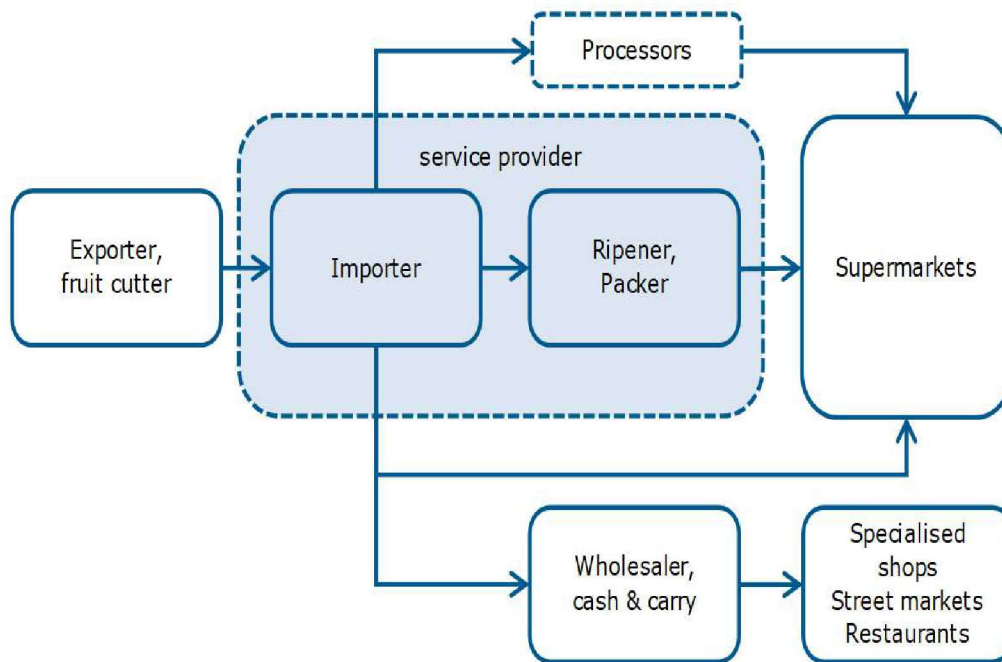 Processors
service provider
Exporter,
fruit cutter
Importer
Ripener,
Packer
Supermarkets
Wholesaler,
cash & carry
Specialised
shops
Street markets
Restaurants